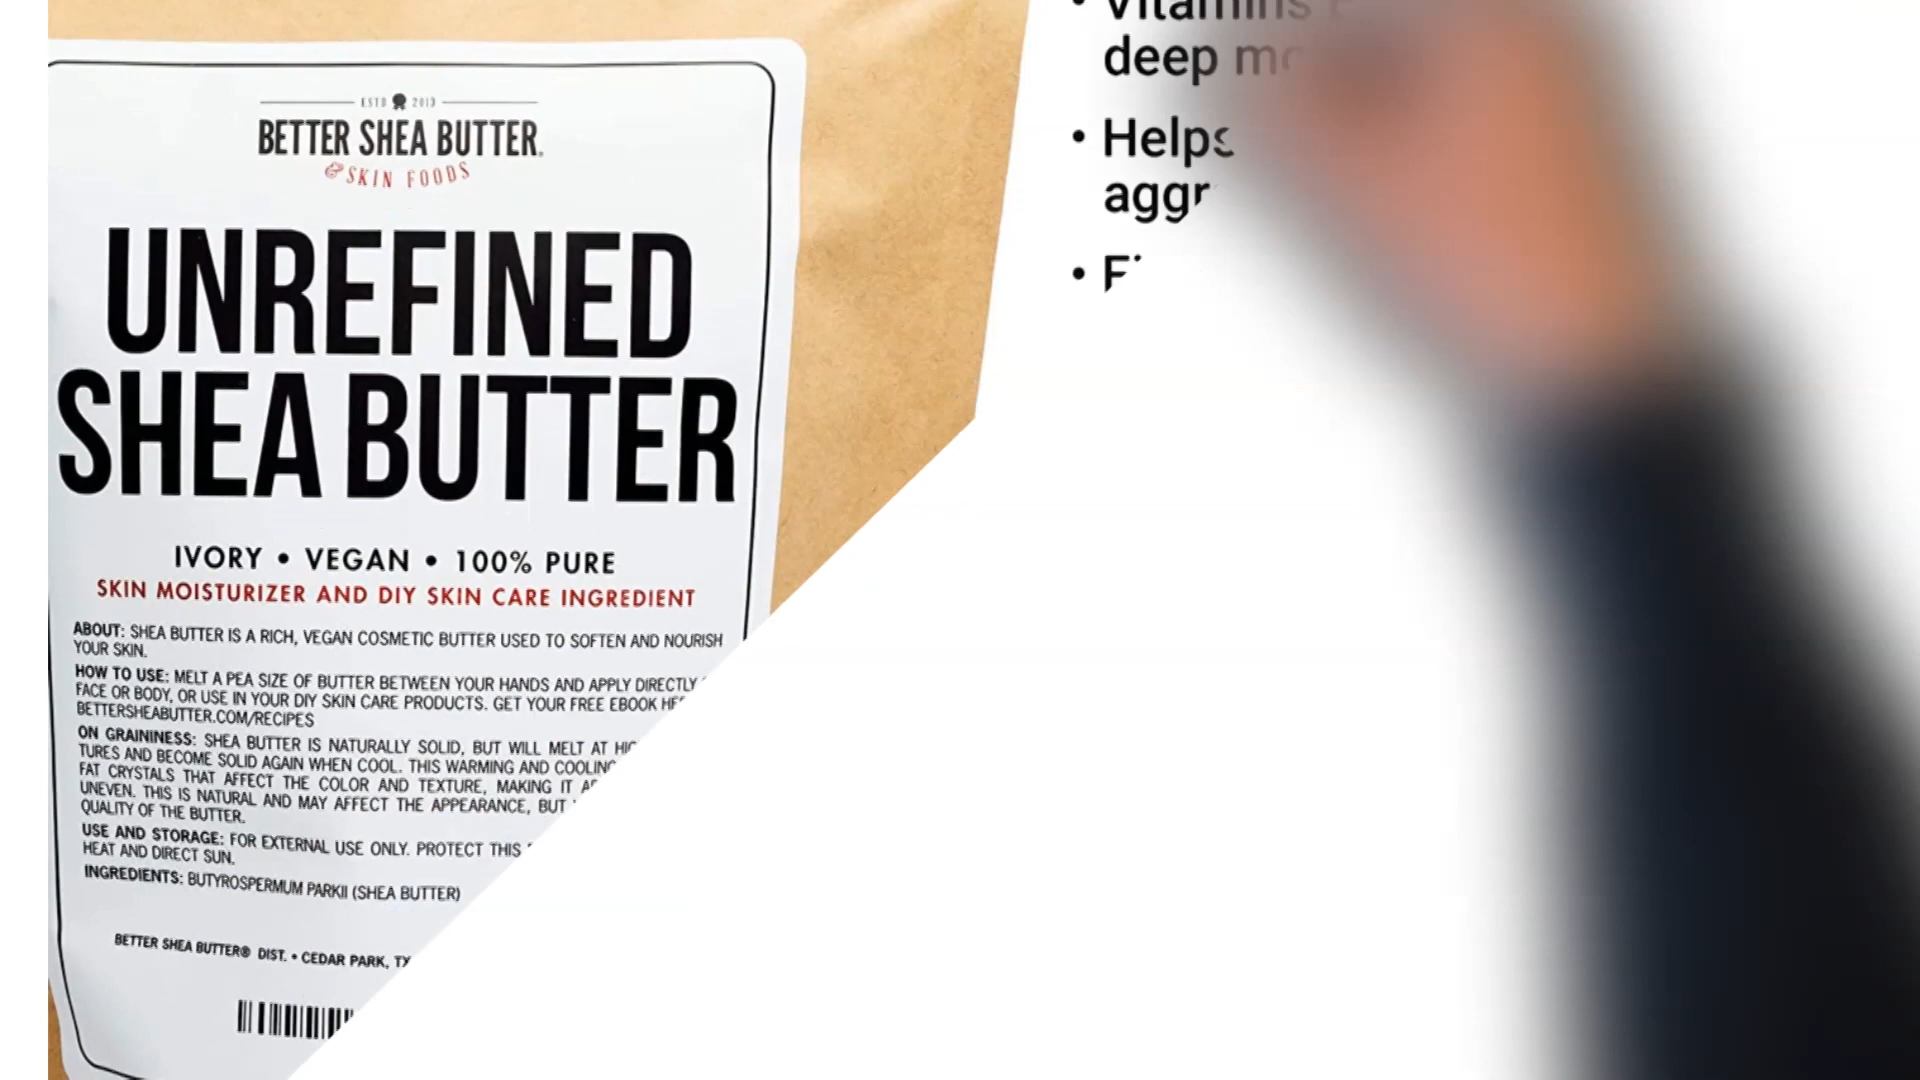 ESTD 2013
BETTER SHEA BUTTER.
& SKIN FOODS
UNREFINED
SHEA BUTTER
IVORY • VEGAN • 100% PURE
SKIN MOISTURIZER AND DIY SKIN CARE INGREDIENT
ABOUT: SHEA BUTTER IS A RICH, VEGAN COSMETIC BUTTER USED TO SOFTEN AND NOURISH
YOUR SKIN.
HOW TO USE: MELT A PEA SIZE OF BUTTER BETWEEN YOUR HANDS AND APPLY DIRECTLY
FACE OR BODY, OR USE IN YOUR DIY SKIN CARE PRODUCTS. GET YOUR FREE EBOOK
BETTERSHEABUTTER.COM/RECIPES
ON GRAININESS: SHEA BUTTER IS NATURALLY SOLID, BUT WILL MELT AT
TURES AND BECOME SOLID AGAIN WHEN COOL. THIS WARMING AND COOLING
FAT CRYSTALS THAT AFFECT THE COLOR AND TEXTURE, MAKING IT
UNEVEN. THIS IS NATURAL AND MAY AFFECT THE APPEARANCE, BUT
QUALITY OF THE BUTTER.
USE AND STORAGE: FOR EXTERNAL USE ONLY. PROTECT THIS
HEAT AND DIRECT SUN.
INGREDIENTS: BUTYROSPERMUM PARKII (SHEA BUTTER)
BETTER SHEA BUTTER® DIST. • CEDAR PARK, TX
• Vitamins
deep
• Helps
aggr
•